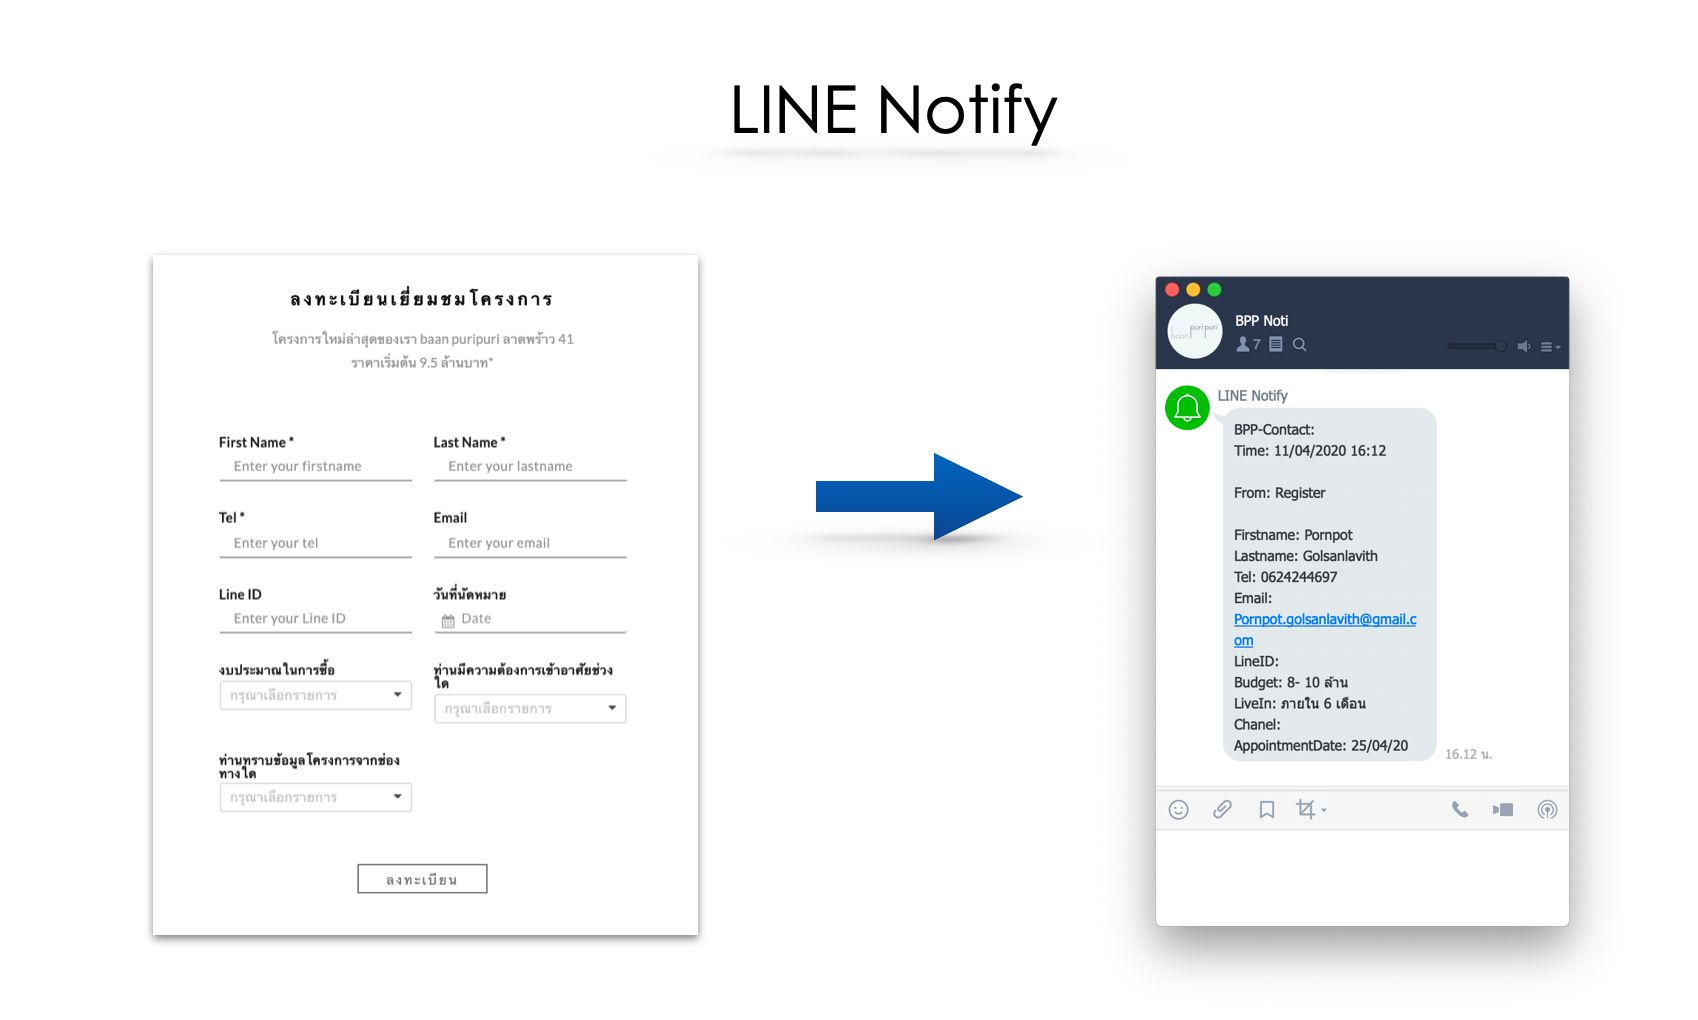 LINE Notify
ลงทะเบียนเยี่ยมชมโครงการ
โครงการใหม่ล่าสุดของเรา baan puripuri ลาดพร้าว 41
ราคาเริ่มต้น 9.5 ล้านบาท*
First Name *
Last Name *
Enter your firstname
Enter your lastname
Tel *
Email
Enter your tel
Enter your email
Line ID
วันที่นัดหมาย
Enter your Line ID
Date
งบประมาณในการซื้อ
ท่านมีความต้องการเข้าอาศัยช่วง
ใด
กรุณาเลือกรายการ
กรุณาเลือกรายการ
ท่านทราบข้อมูลโครงการจากช่อง
ทางใด
กรุณาเลือกรายการ
ลงทะเบียน
baan puripuri
BPP Noti
7
LINE Notify
BPP-Contact:
Time: 11/04/2020 16:12
From: Register
Firstname: Pornpot
Lastname: Golsanlavith
Tel: 0624244697
Email:
Pornpot.golsanlavith@gmail.c
om
LineID:
Budget: 8- 10 ล้าน
LiveIn: ภายใน 6 เดือน
Chanel:
AppointmentDate: 25/04/20
16.12 น.